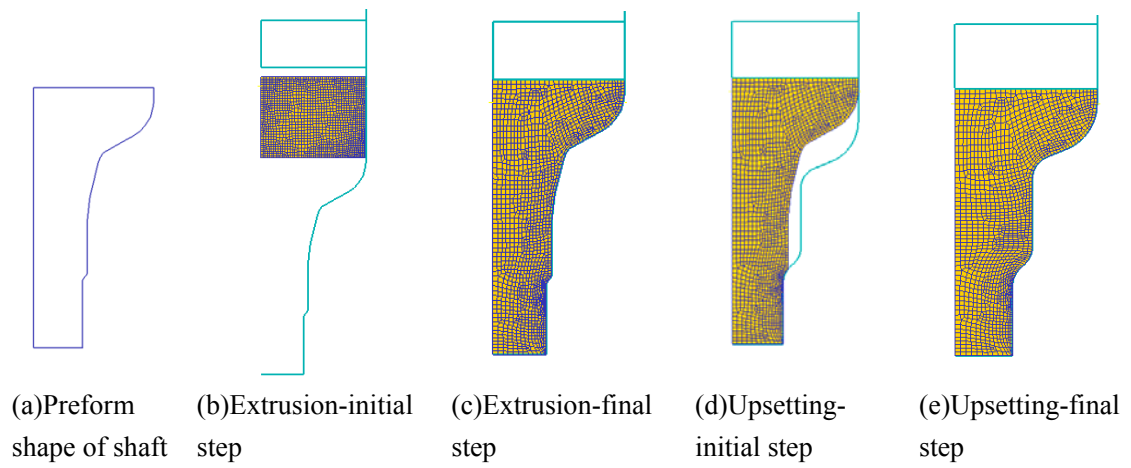 (a)Preform
shape of shaft
(b)Extrusion-initial
step
(c)Extrusion-final
step
(d)Upsetting-
initial step
(e)Upsetting-final
step